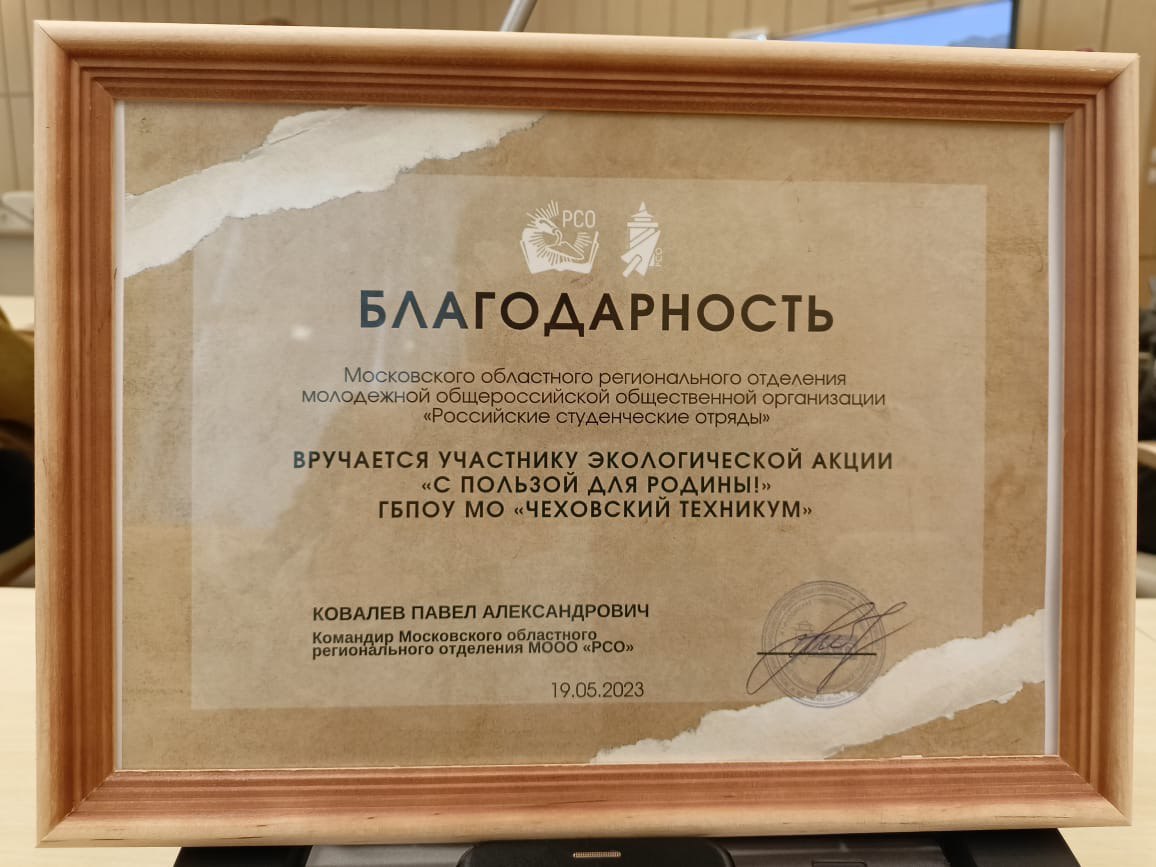 РСО
РСО
БЛАГОДАРНОСТЬ
Московского областного регионального отделения
молодежной общероссийской общественной организации
«Российские студенческие отряды»
ВРУЧАЕТСЯ УЧАСТНИКУ ЭКОЛОГИЧЕСКОЙ АКЦИИ
«С ПОЛЬЗОЙ ДЛЯ РОДИНЫ!»
ГБПОУ МО «ЧЕХОВСКИЙ ТЕХНИКУМ»
КОВАЛЕВ ПАВЕЛ АЛЕКСАНДРОВИЧ
Командир Московского областного
регионального отделения МООО «РСО»
19.05.2023